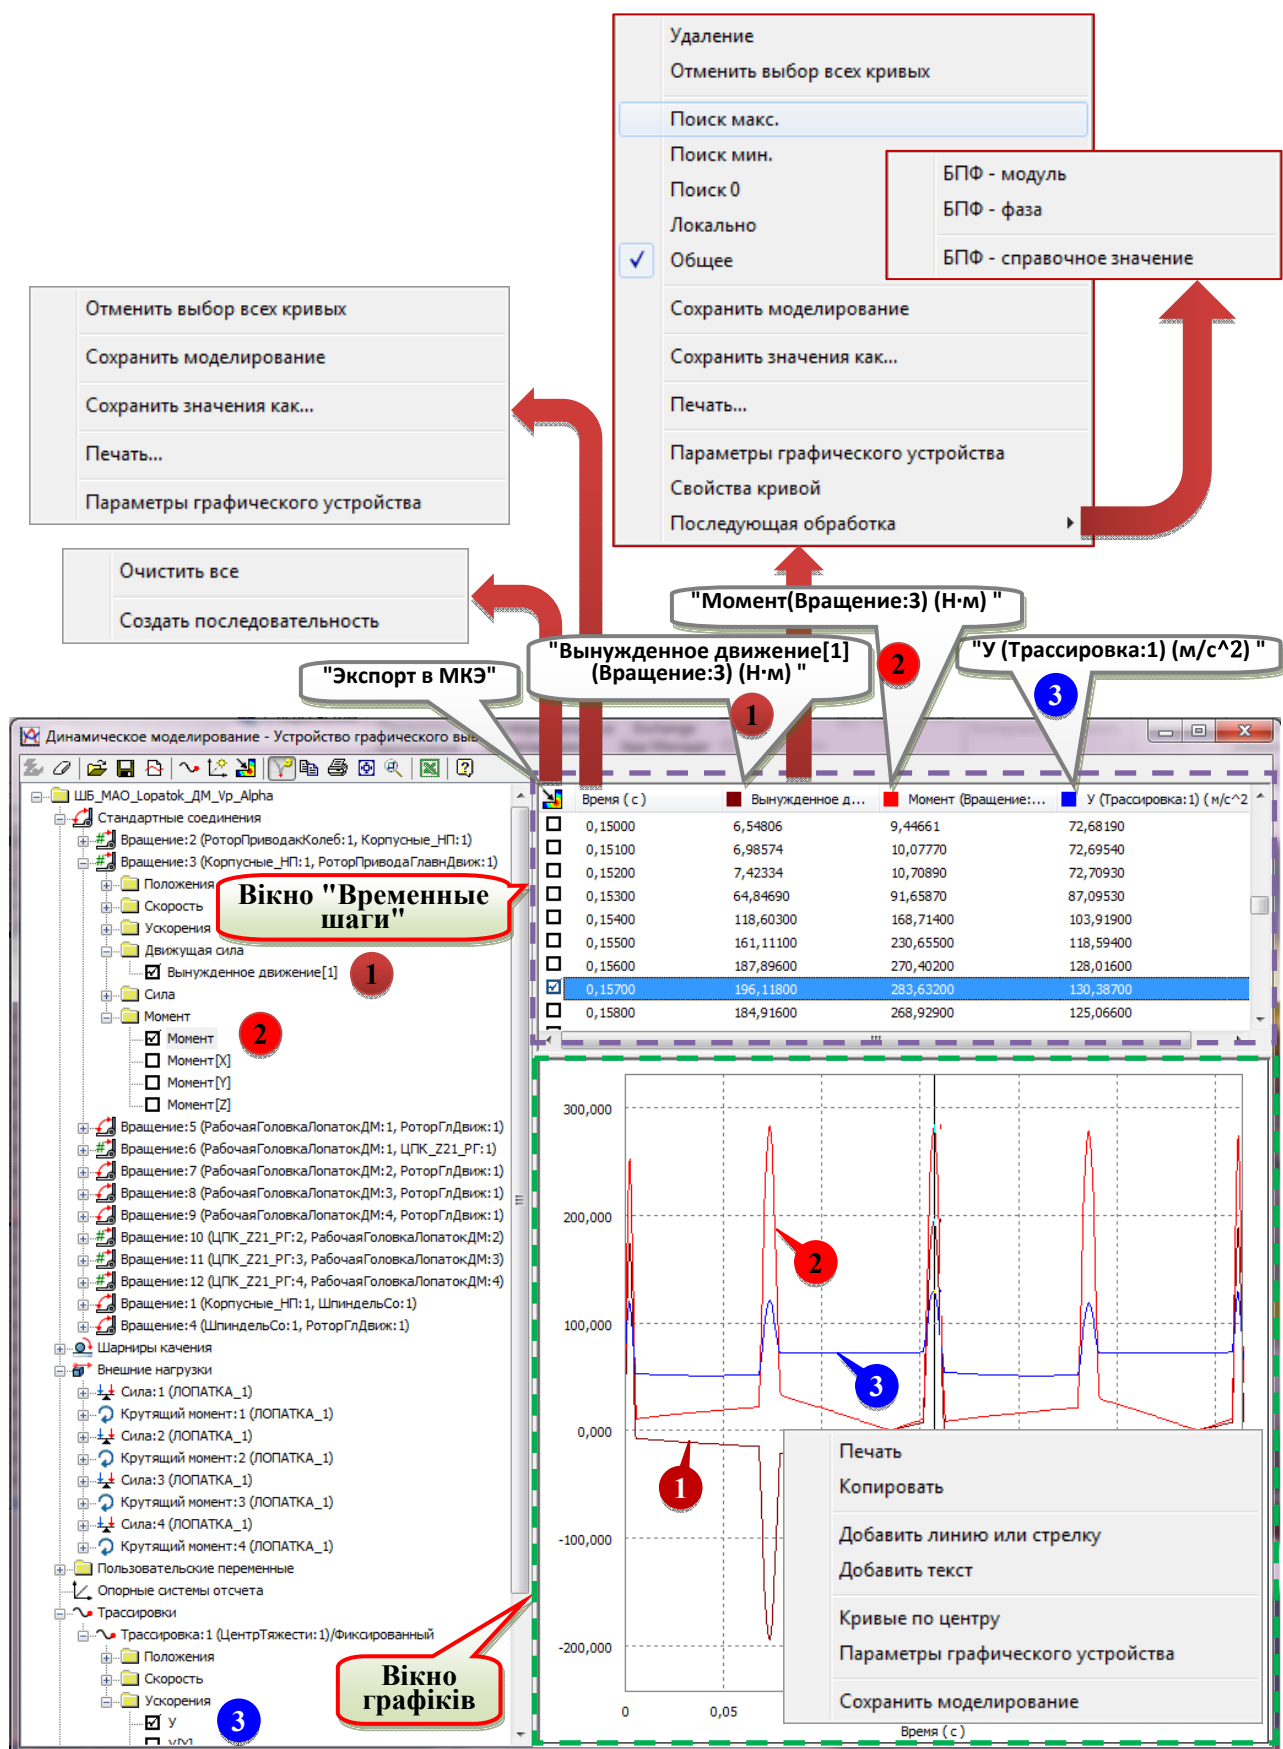 Удаление
Отменить выбор всех кривых
Поиск макс.
Поиск мин.
Поиск 0
Локально
Общее
Сохранить моделирование
Сохранить значения как...
Печать...
Параметры графического устройства
Свойства кривой
Последующая обработка
БПФ - модуль
БПФ - фаза
БПФ - справочное значение
Отменить выбор всех кривых
Сохранить моделирование
Сохранить значения как...
Печать...
Параметры графического устройства
Очистить все
Создать последовательность
"Момент(Вращение:3) (Н·м) "
2
"Вынужденное движение[1]
(Вращение:3) (Н·м) "
1
"У (Трассировка:1) (м/с^2) "
3
"Экспорт в МКЭ"
Динамическое моделирование - Устройство графического выв
ШБ_МАО_Lopatok_ДМ_Vp_Alpha
Стандартные соединения
Вращение:2 (РоторПриводакКолеб:1, Корпусные_НП:1)
Вращение:3 (Корпусные_НП:1, РоторПриводаГлавнДвиж:1)
Положения
Скорость
Ускорения
Движущая сила
Вынужденное движение[1]
1
Сила
Момент
Момент
2
Момент[X]
Момент[Y]
Момент[Z]
Вращение:5 (РабочаяГоловкаЛопатокДМ:1, РоторГлДвиж:1)
Вращение:6 (РабочаяГоловкаЛопатокДМ:1, ЦПК_Z21_РГ:1)
Вращение:7 (РабочаяГоловкаЛопатокДМ:2, РоторГлДвиж:1)
Вращение:8 (РабочаяГоловкаЛопатокДМ:3, РоторГлДвиж:1)
Вращение:9 (РабочаяГоловкаЛопатокДМ:4, РоторГлДвиж:1)
Вращение:10 (ЦПК_Z21_РГ:2, РабочаяГоловкаЛопатокДМ:2)
Вращение:11 (ЦПК_Z21_РГ:3, РабочаяГоловкаЛопатокДМ:3)
Вращение:12 (ЦПК_Z21_РГ:4, РабочаяГоловкаЛопатокДМ:4)
Вращение:1 (Корпусные_НП:1, ШпиндельСо:1)
Вращение:4 (ШпиндельСо:1, РоторГлДвиж:1)
Шарниры качения
Внешние нагрузки
Сила:1 (ЛОПАТКА_1)
Крутящий момент:1 (ЛОПАТКА_1)
Сила:2 (ЛОПАТКА_1)
Крутящий момент:2 (ЛОПАТКА_1)
Сила:3 (ЛОПАТКА_1)
Крутящий момент:3 (ЛОПАТКА_1)
Сила:4 (ЛОПАТКА_1)
Крутящий момент:4 (ЛОПАТКА_1)
Пользовательские переменные
Опорные системы отсчета
Трассировки
Трассировка:1 (ЦентрТяжести:1)/Фиксированный
Положения
Скорость
Ускорения
У
3
Вікно "Временные
шаги"
Время ( с ) Вынужденное д... Момент (Вращение:... У (Трассировка:1) ( м/с^2
0,15000 6,54806 9,44661 72,68190
0,15100 6,98574 10,07770 72,69540
0,15200 7,42334 10,70890 72,70930
0,15300 64,84690 91,65870 87,09530
0,15400 118,60300 168,71400 103,91900
0,15500 161,11100 230,65500 118,59400
0,15600 187,89600 270,40200 128,01600
0,15700 196,11800 283,63200 130,38700
0,15800 184,91600 268,92900 125,06600
300,000
200,000
100,000
0,000
-100,000
-200,000
0 0,05
Время ( с )
2
3
1
Вікно
графіків
Печать
Копировать
Добавить линию или стрелку
Добавить текст
Кривые по центру
Параметры графического устройства
Сохранить моделирование